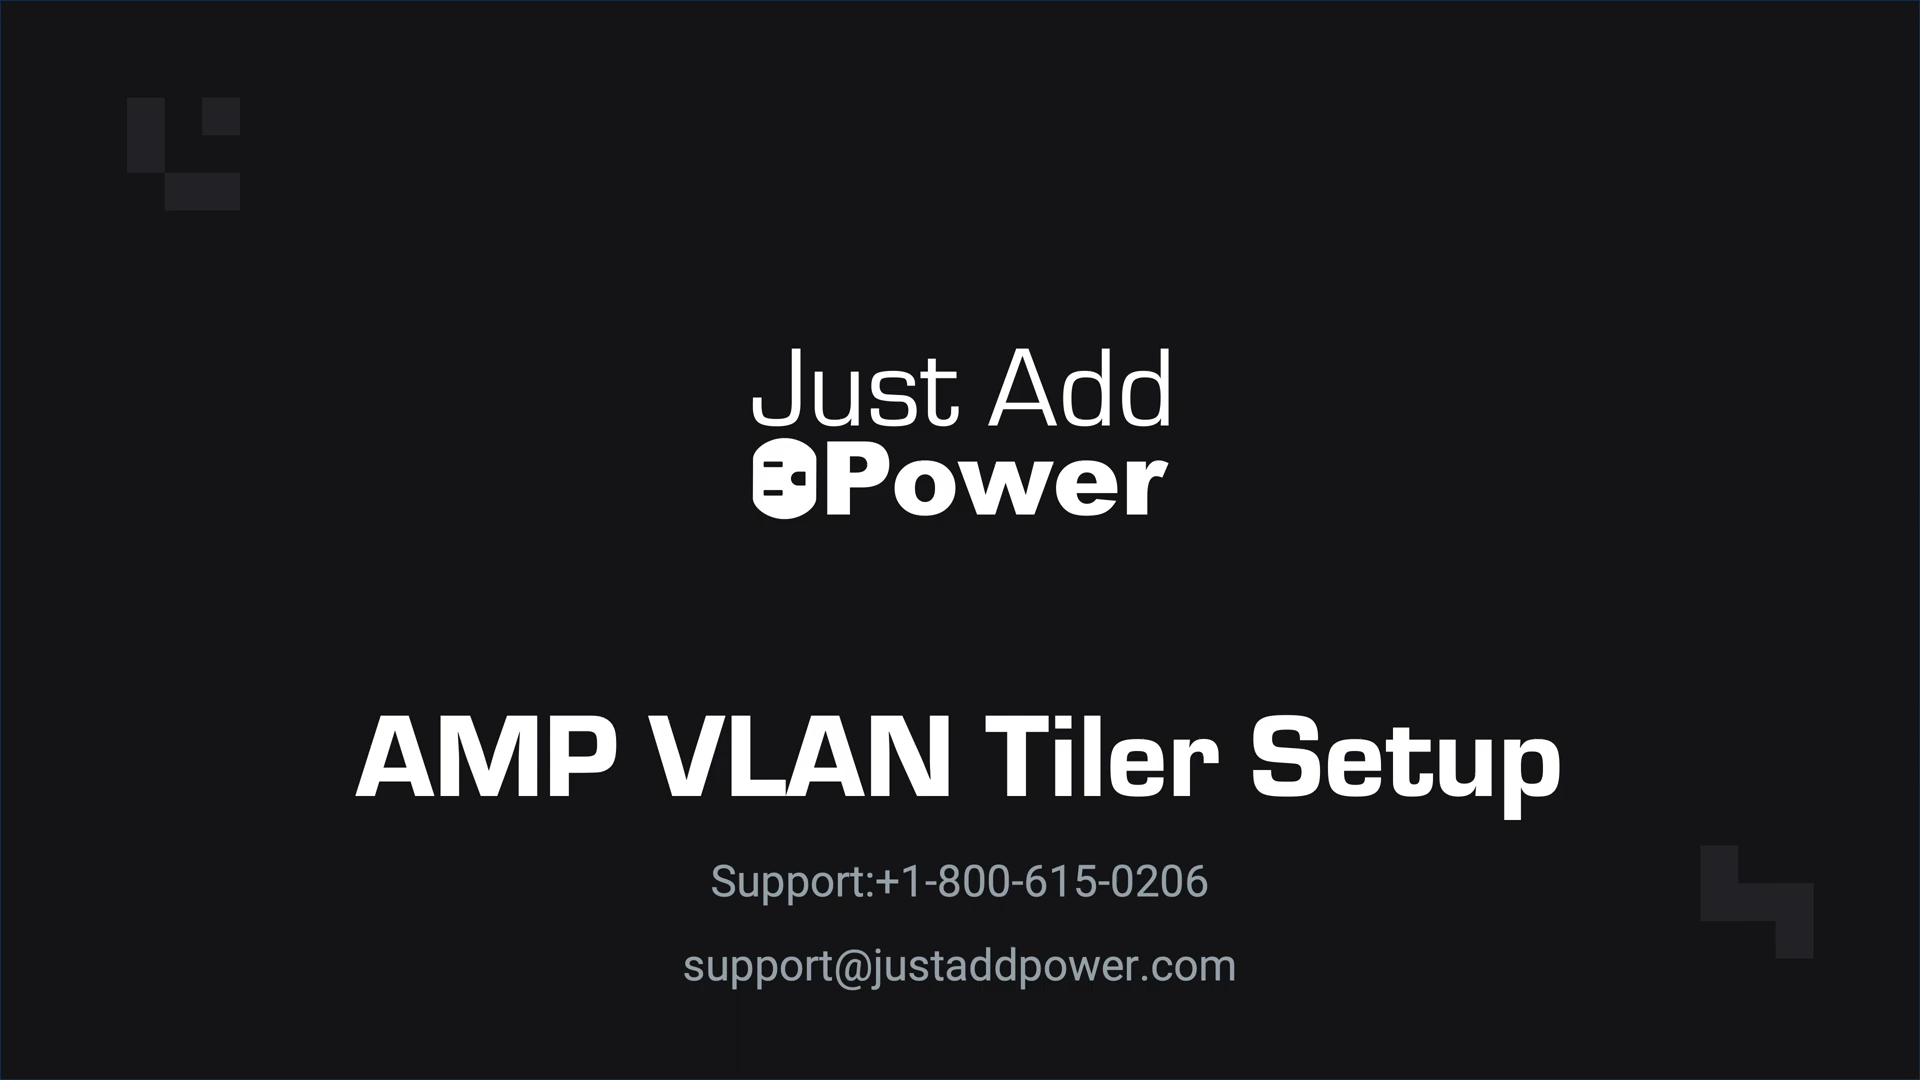 Just Add
Power
AMP VLAN Tiler Setup
Support:+1-800-615-0206
support@justaddpower.com